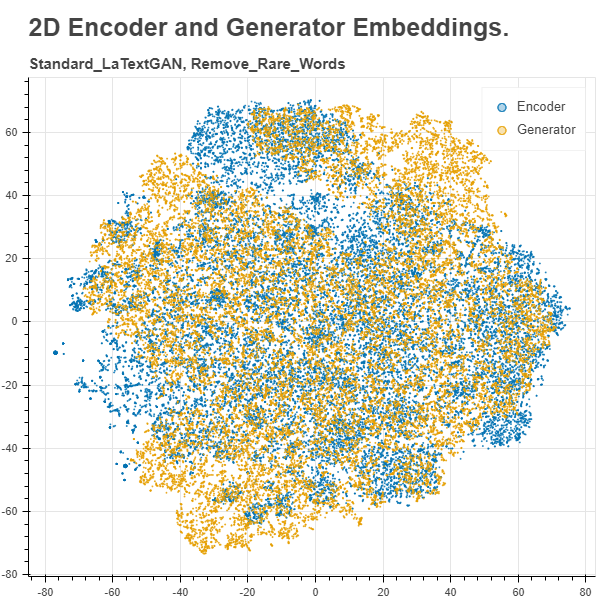 2D Encoder and Generator Embeddings.
Standard_LaTextGAN, Remove_Rare_Words
Encoder
Generator
60
40
20
0
-20
-40
-60
-80
-80 -60 -40 -20 0 20 40 60 80